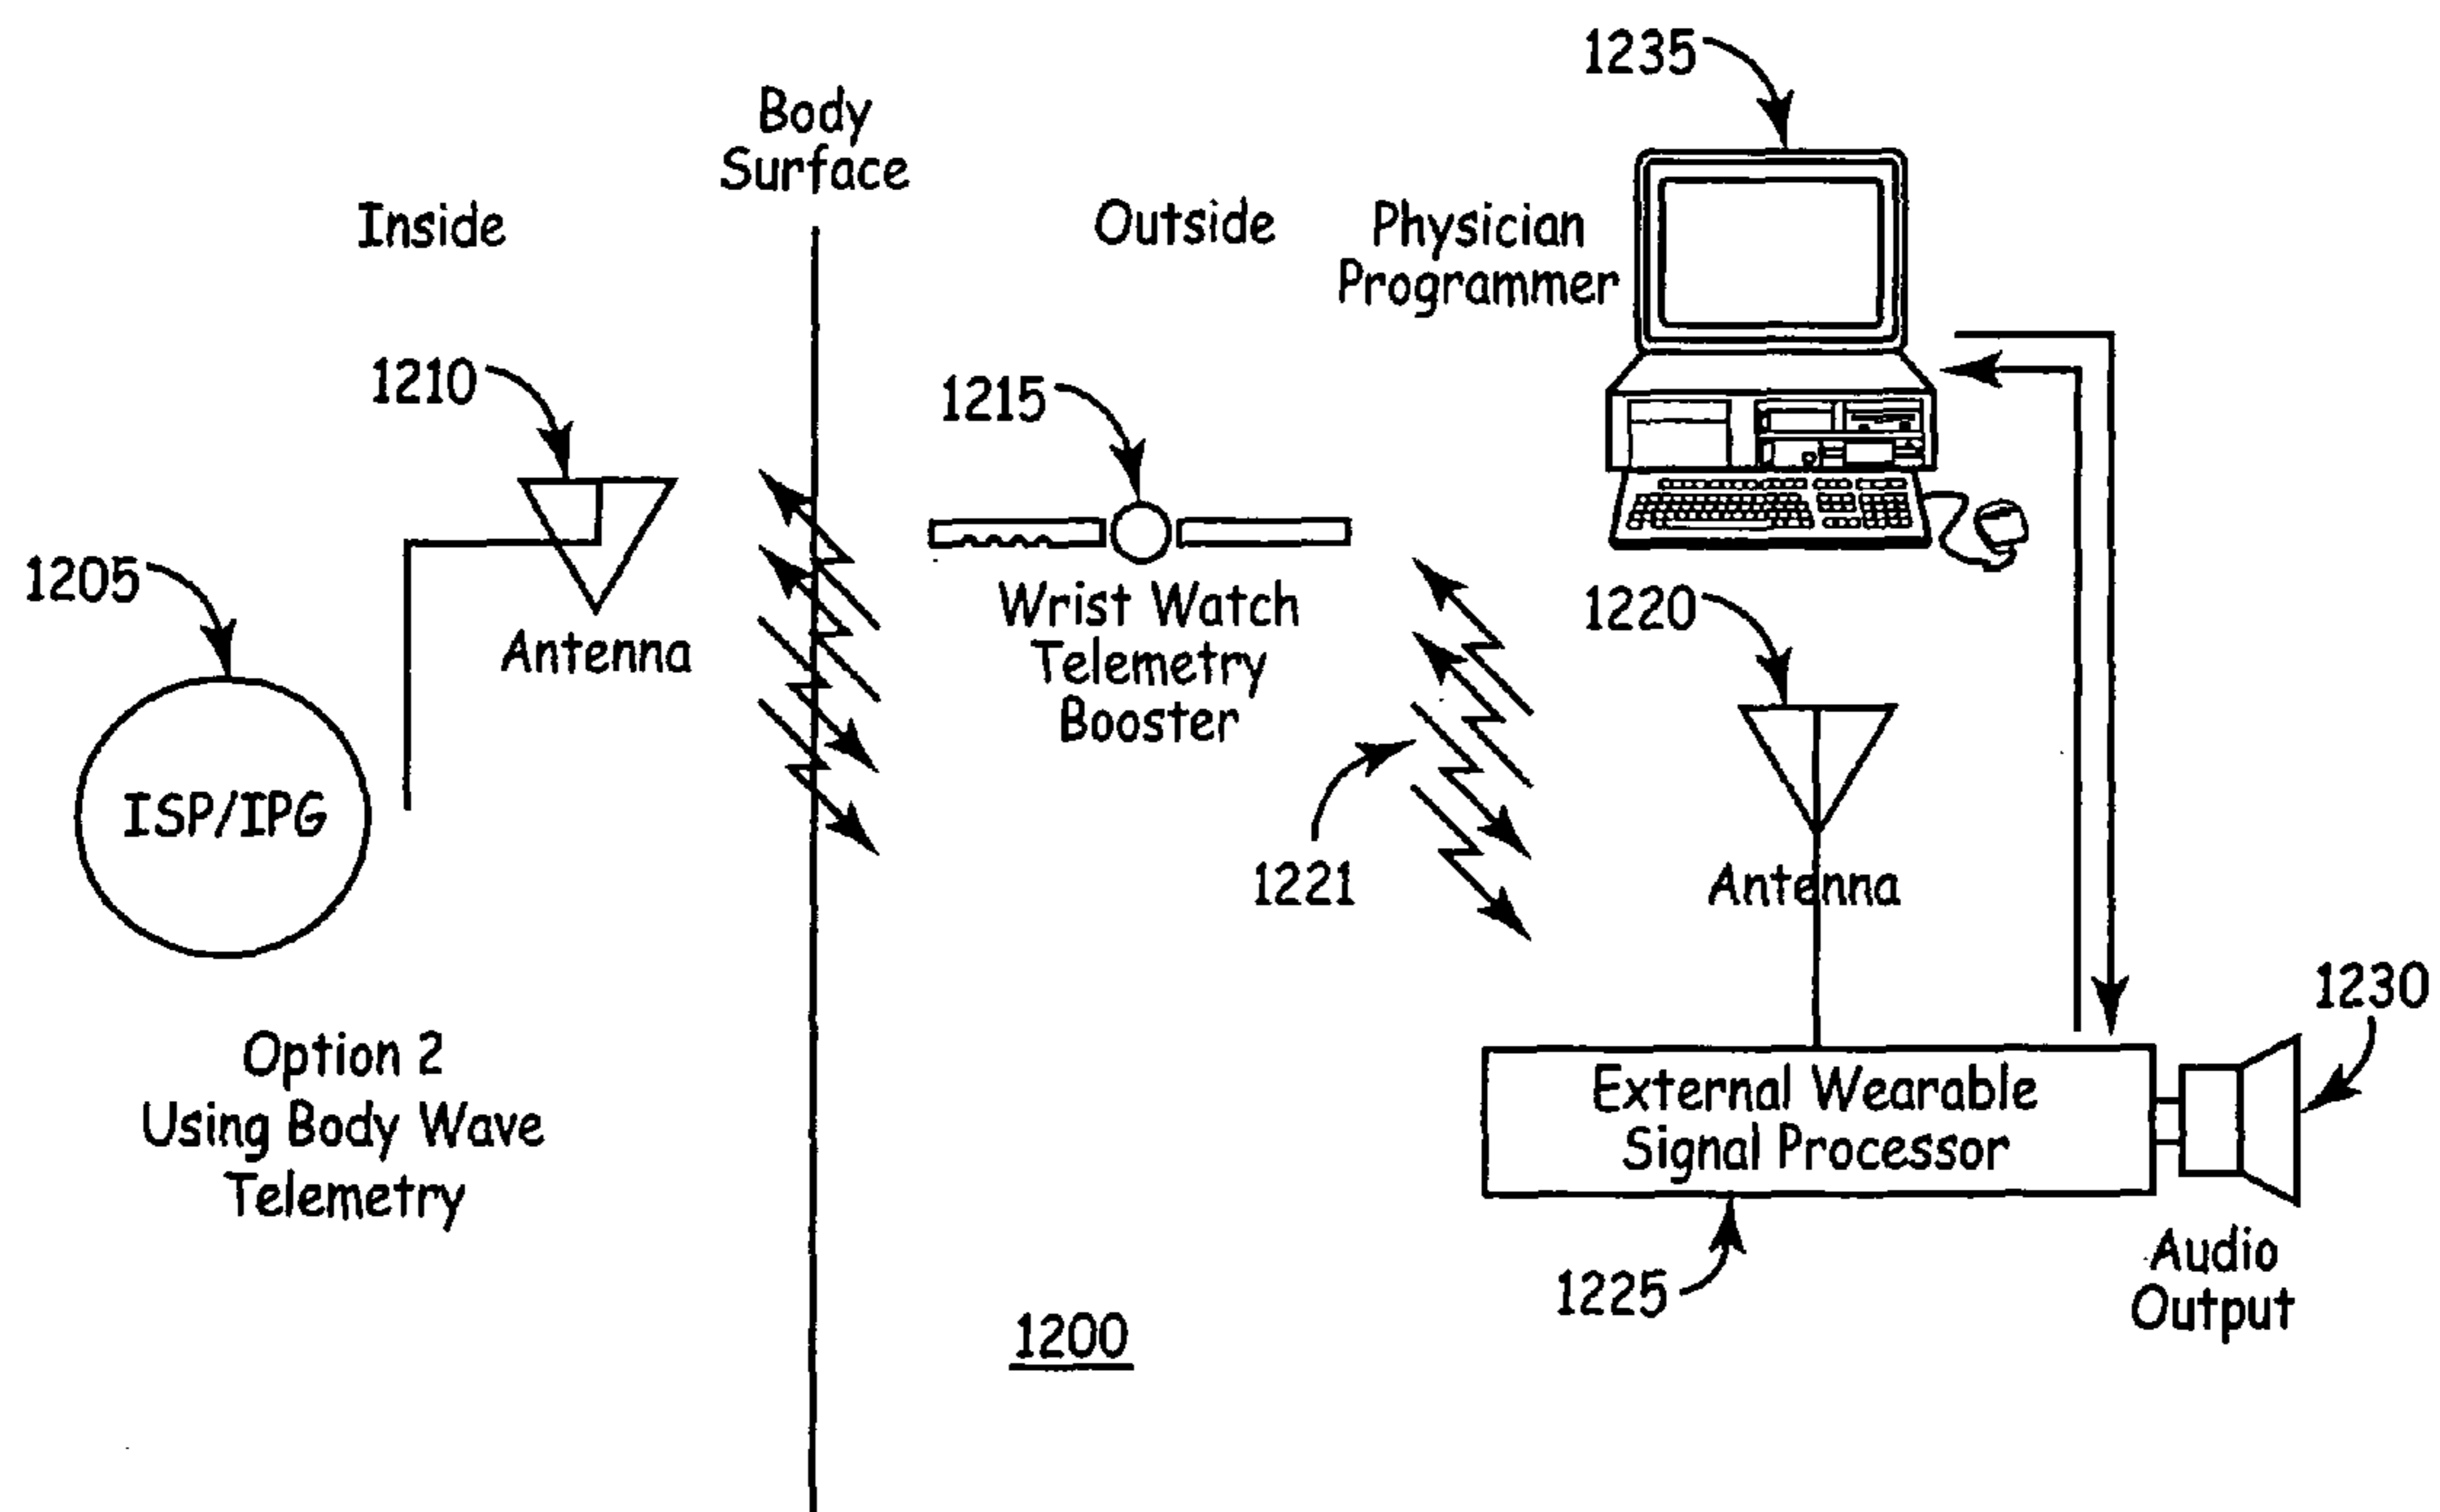 1235
Body
Surface
Inside
Outside
Physician
Programmer
1210
1215
1205
Antenna
Wrist Watch
Telemetry
Booster
1220
ISP/IPG
1221
Antenna
1230
Option 2
Using Body Wave
Telemetry
External Wearable
Signal Processor
1225
Audio
Output
1200